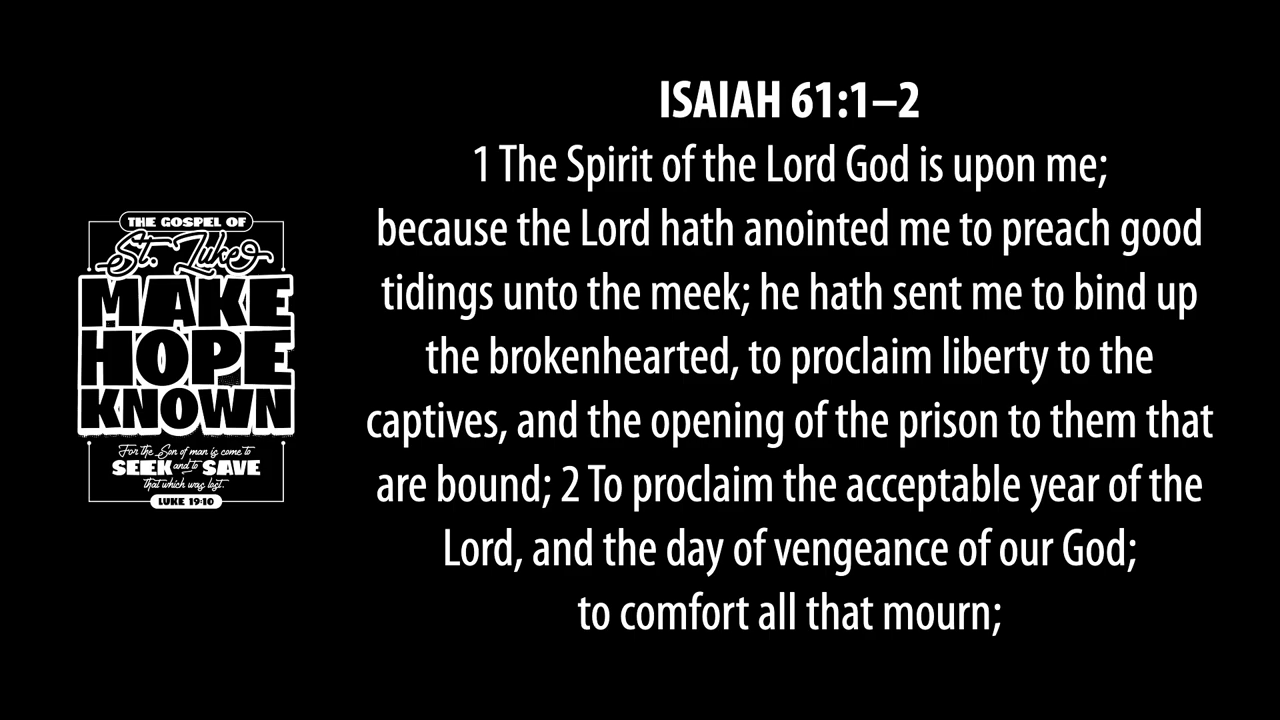 THE GOSPEL OF
St. Luke
MAKE
HOPE
KNOWN
For the Son of man is come to
SEEK and to SAVE
that which was lost.
LUKE 19:10
ISAIAH 61:1–2
1 The Spirit of the Lord God is upon me;
because the Lord hath anointed me to preach good
tidings unto the meek; he hath sent me to bind up
the brokenhearted, to proclaim liberty to the
captives, and the opening of the prison to them that
are bound; 2 To proclaim the acceptable year of the
Lord, and the day of vengeance of our God;
to comfort all that mourn;